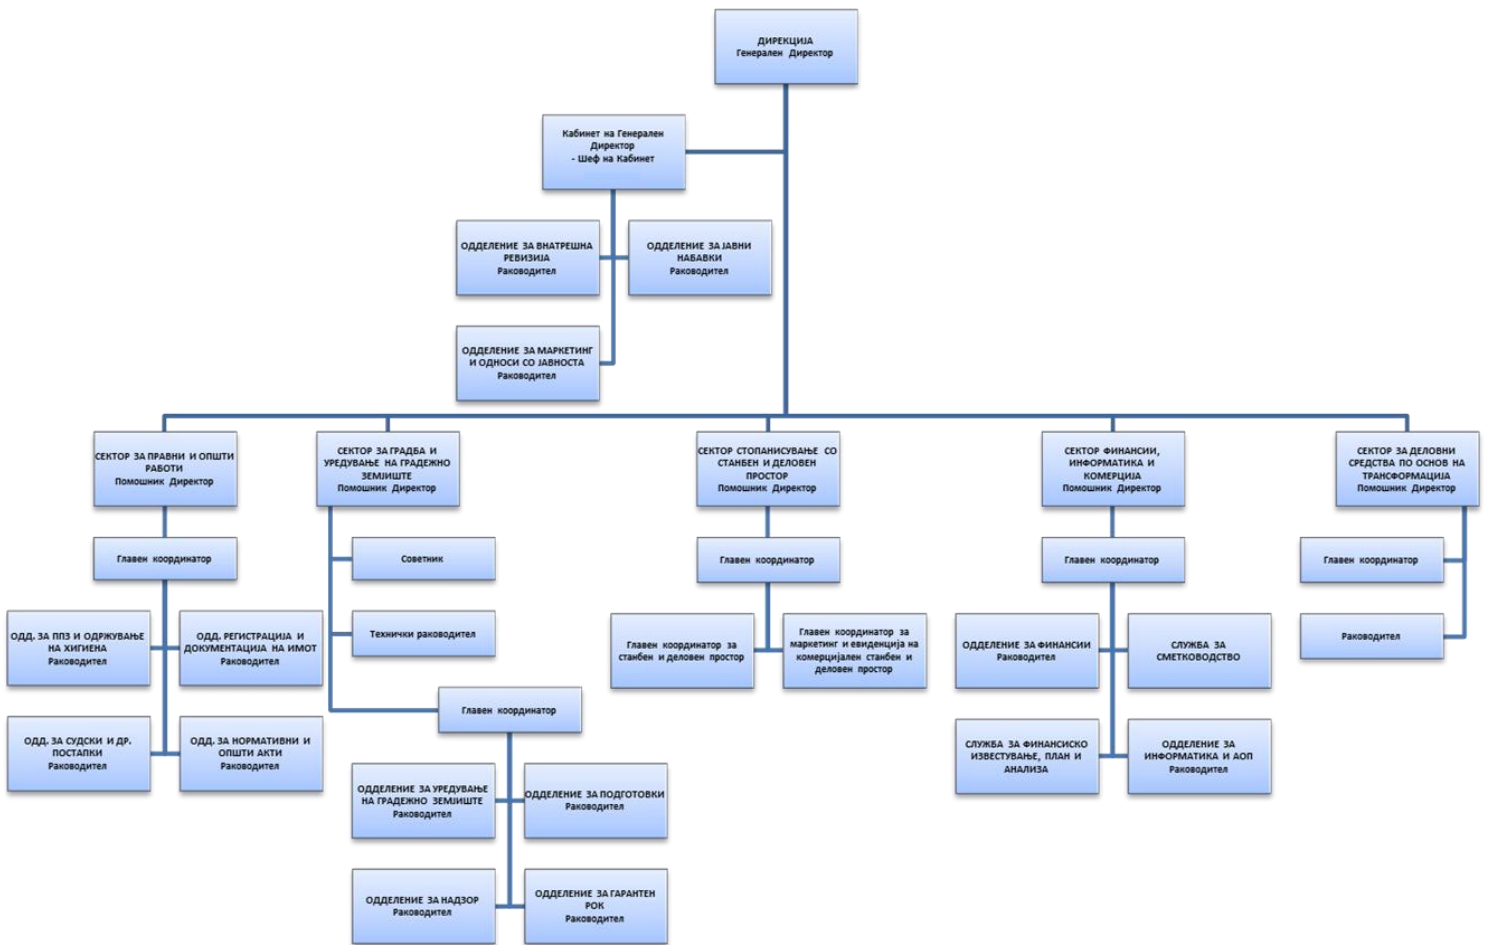 ДИРЕКЦИЈА
Генерален Директор
Кабинет на Генерален
Директор
- Шеф на Кабинет
ОДДЕЛЕНИЕ ЗА ВНАТРЕШНА
РЕВИЗИЈА
Раководител
ОДДЕЛЕНИЕ ЗА ЈАВНИ
НАБАВКИ
Раководител
ОДДЕЛЕНИЕ ЗА МАРКЕТИНГ
И ОДНОСИ СО ЈАВНОСТА
Раководител
СЕКТОР ЗА ПРАВНИ И ОПШТИ
РАБОТИ
Помошник Директор
СЕКТОР ЗА ГРАДБА И
УРЕДУВАЊЕ НА ГРАДЕЖНО
ЗЕМЈИШТЕ
Помошник Директор
СЕКТОР СТОПАНИСУВАЊЕ СО
СТАНБЕН И ДЕЛОВЕН
ПРОСТОР
Помошник Директор
СЕКТОР ФИНАНСИИ,
ИНФОРМАТИКА И
КОМЕРЦИЈА
Помошник Директор
СЕКТОР ЗА ДЕЛОВНИ
СРЕДСТВА ПО ОСНОВ НА
ТРАНСФОРМАЦИЈА
Помошник Директор
Главен координатор
Советник
Главен координатор
Главен координатор
Главен координатор
ОДД. ЗА ППЗ И ОДРЖУВАЊЕ
НА ХИГИЕНА
Раководител
ОДД. РЕГИСТРАЦИЈА И
ДОКУМЕНТАЦИЈА НА ИМОТ
Раководител
Технички раководител
Главен координатор за
станбен и деловен простор
Главен координатор за
маркетинг и евиденција на
комерцијален станбен и
деловен простор
ОДДЕЛЕНИЕ ЗА ФИНАНСИИ
Раководител
СЛУЖБА ЗА
СМЕТКОВОДСТВО
Раководител
ОДД. ЗА СУДСКИ И ДР.
ПОСТАПКИ
Раководител
ОДД. ЗА НОРМАТИВНИ И
ОПШТИ АКТИ
Раководител
Главен координатор
СЛУЖБА ЗА ФИНАНСИСКО
ИЗВЕСТУВАЊЕ, ПЛАН И
АНАЛИЗА
ОДДЕЛЕНИЕ ЗА
ИНФОРМАТИКА И АОП
Раководител
ОДДЕЛЕНИЕ ЗА УРЕДУВАЊЕ
НА ГРАДЕЖНО ЗЕМЈИШТЕ
Раководител
ОДДЕЛЕНИЕ ЗА ПОДГОТОВКИ
Раководител
ОДДЕЛЕНИЕ ЗА НАДЗОР
Раководител
ОДДЕЛЕНИЕ ЗА ГАРАНТЕН
РОК
Раководител